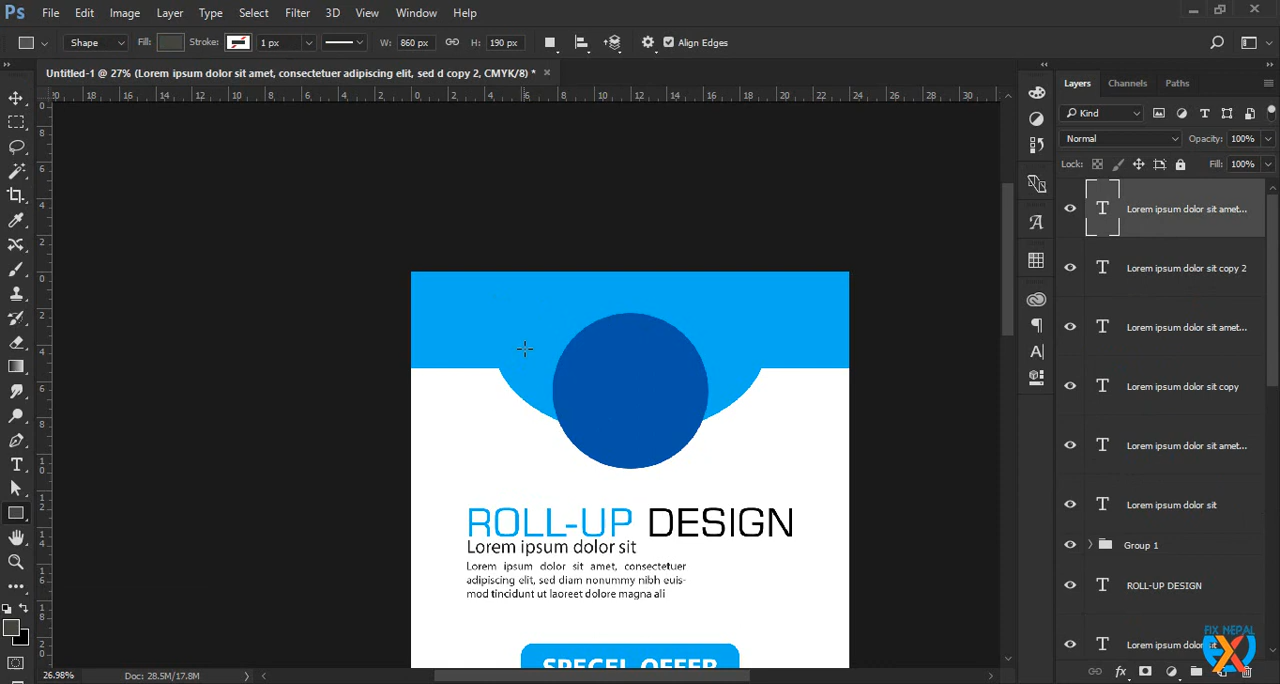 Ps File Edit Image Layer Type Select Filter 3D View Window Help
Shape Fill: Stroke: 1 px W: 860 px H: 190 px Align Edges
Untitled-1 @ 27% (Lorem ipsum dolor sit amet, consectetuer adipiscing elit, sed d copy 2, CMYK/8) * ×
Layers Channels Paths
Kind
Normal Opacity: 100%
Lock: Fill: 100%
Lorem ipsum dolor sit amet...
Lorem ipsum dolor sit copy 2
Lorem ipsum dolor sit amet...
Lorem ipsum dolor sit copy
Lorem ipsum dolor sit amet...
Lorem ipsum dolor sit
Group 1
ROLL-UP DESIGN
Lorem ipsum dolor sit
ROLL-UP DESIGN
Lorem ipsum dolor sit
Lorem ipsum dolor sit amet, consectetuer
adipiscing elit, sed diam nonummy nibh euis-
mod tincidunt ut laoreet dolore magna ali
SPECEL OFFER
FIX NEPAL
26.98% Doc: 28.5M/17.8M